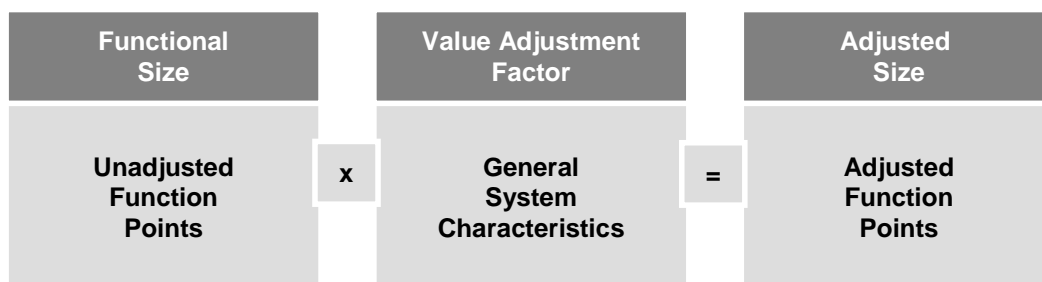 Functional
Size
Value Adjustment
Factor
Adjusted
Size
Unadjusted
Function
Points
x
General
System
Characteristics
=
Adjusted
Function
Points